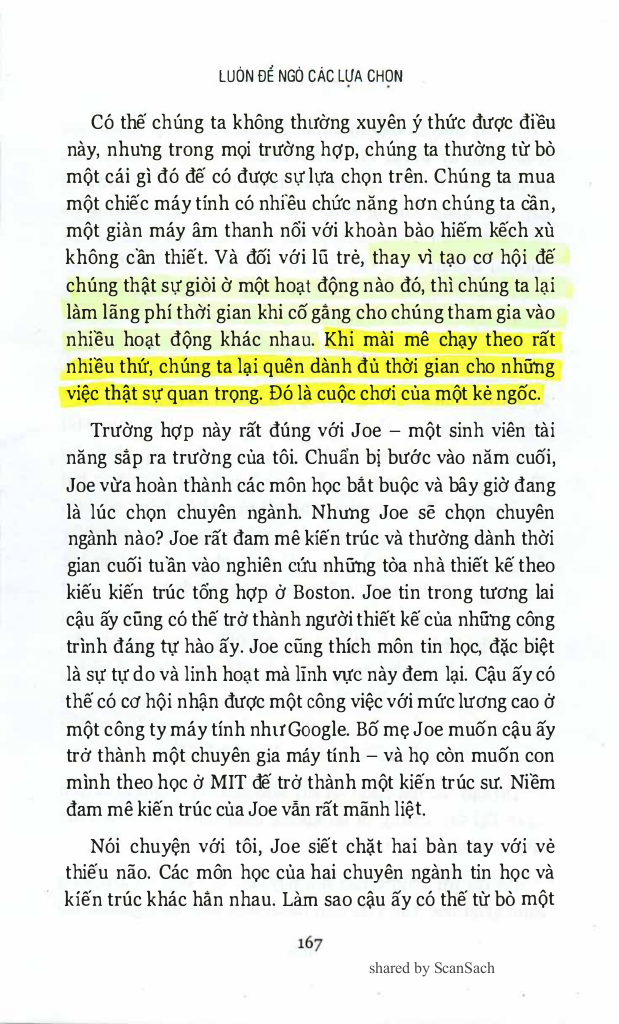 LUÔN ĐỂ NGỎ CÁC LỰA CHỌN
Có thể chúng ta không thường xuyên ý thức được điều
này, nhưng trong mọi trường hợp, chúng ta thường từ bỏ
một cái gì đó để có được sự lựa chọn trên. Chúng ta mua
một chiếc máy tính có nhiều chức năng hơn chúng ta cần,
một giàn máy âm thanh nổi với khoản bảo hiểm kếch xù
không cần thiết. Và đối với lũ trẻ, thay vì tạo cơ hội để
chúng thật sự giỏi ở một hoạt động nào đó, thì chúng ta lại
làm lãng phí thời gian khi cố gắng cho chúng tham gia vào
nhiều hoạt động khác nhau. Khi mải mê chạy theo rất
nhiều thứ, chúng ta lại quên dành đủ thời gian cho những
việc thật sự quan trọng. Đó là cuộc chơi của một kẻ ngốc.
Trường hợp này rất đúng với Joe – một sinh viên tài
năng sắp ra trường của tôi. Chuẩn bị bước vào năm cuối,
Joe vừa hoàn thành các môn học bắt buộc và bây giờ đang
là lúc chọn chuyên ngành. Nhưng Joe sẽ chọn chuyên
ngành nào? Joe rất đam mê kiến trúc và thường dành thời
gian cuối tuần vào nghiên cứu những tòa nhà thiết kế theo
kiểu kiến trúc tổng hợp ở Boston. Joe tin trong tương lai
cậu ấy cũng có thể trở thành người thiết kế của những công
trình đáng tự hào ấy. Joe cũng thích môn tin học, đặc biệt
là sự tự do và linh hoạt mà lĩnh vực này đem lại. Cậu ấy có
thể có cơ hội nhận được một công việc với mức lương cao ở
một công ty máy tính như Google. Bố mẹ Joe muốn cậu ấy
trở thành một chuyên gia máy tính – và họ còn muốn con
mình theo học ở MIT để trở thành một kiến trúc sư. Niềm
đam mê kiến trúc của Joe vẫn rất mãnh liệt.
Nói chuyện với tôi, Joe siết chặt hai bàn tay với vẻ
thiểu não. Các môn học của hai chuyên ngành tin học và
kiến trúc khác hẳn nhau. Làm sao cậu ấy có thể từ bỏ một
167
shared by ScanSach